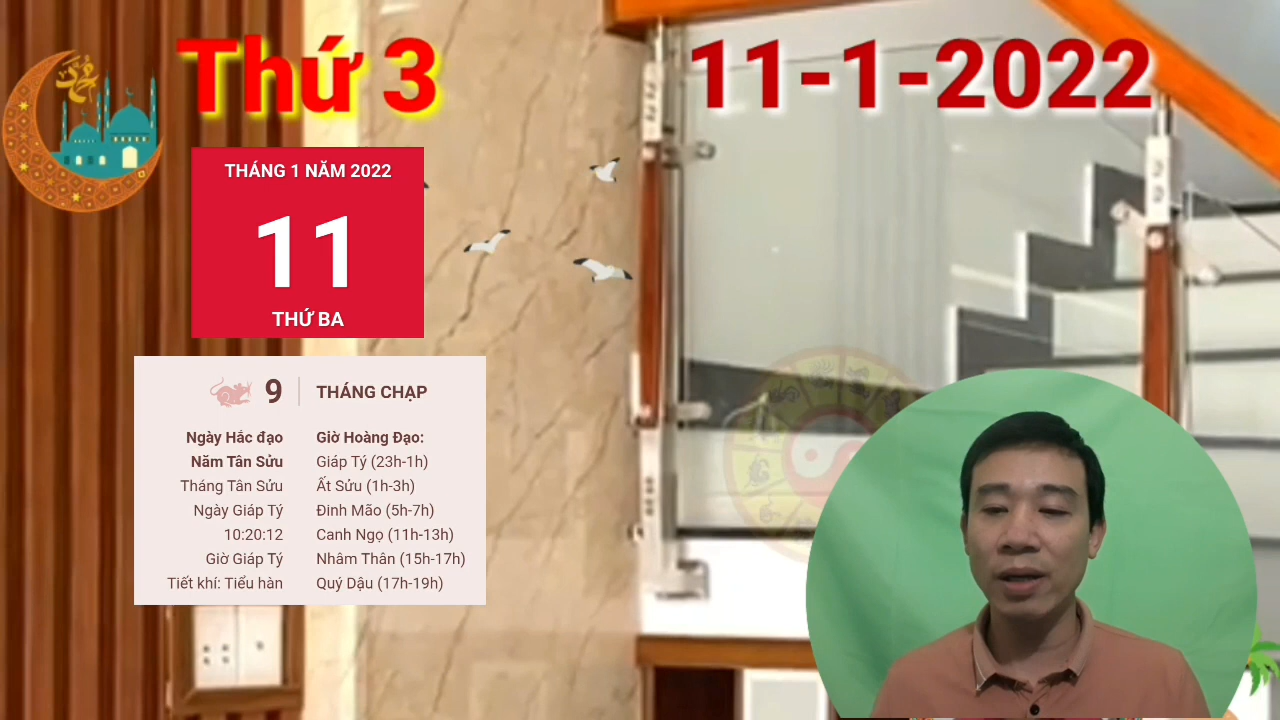 Thứ 3
11-1-2022
THÁNG 1 NĂM 2022
11
THỨ BA
9
THÁNG CHẠP
Ngày Hắc đạo
Năm Tân Sửu
Tháng Tân Sửu
Ngày Giáp Tý
10:20:12
Giờ Giáp Tý
Tiết khí: Tiểu hàn
Giờ Hoàng Đạo:
Giáp Tý (23h-1h)
Ất Sửu (1h-3h)
Đinh Mão (5h-7h)
Canh Ngọ (11h-13h)
Nhâm Thân (15h-17h)
Quý Dậu (17h-19h)